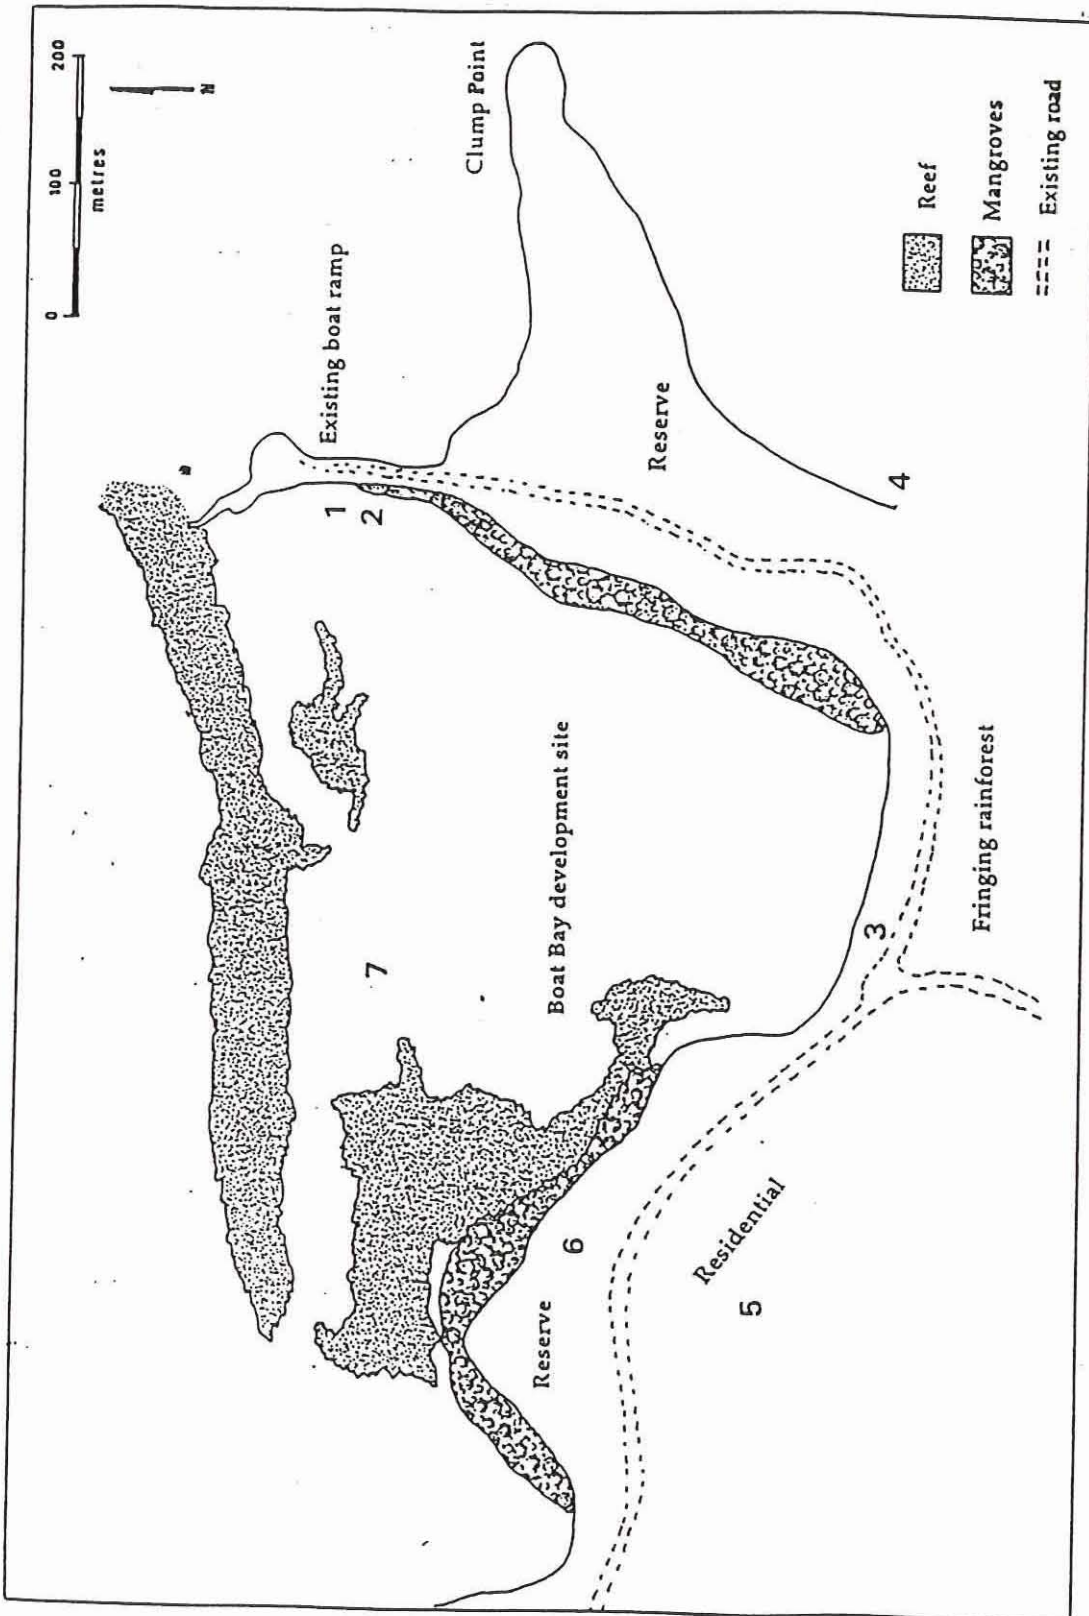 0 100 200
metres
N
Clump Point
Existing boat ramp
Reserve
1
2
4
Boat Bay development site
7
3
Fringing rainforest
6
Reserve
Residential
5
Reef
Mangroves
Existing road